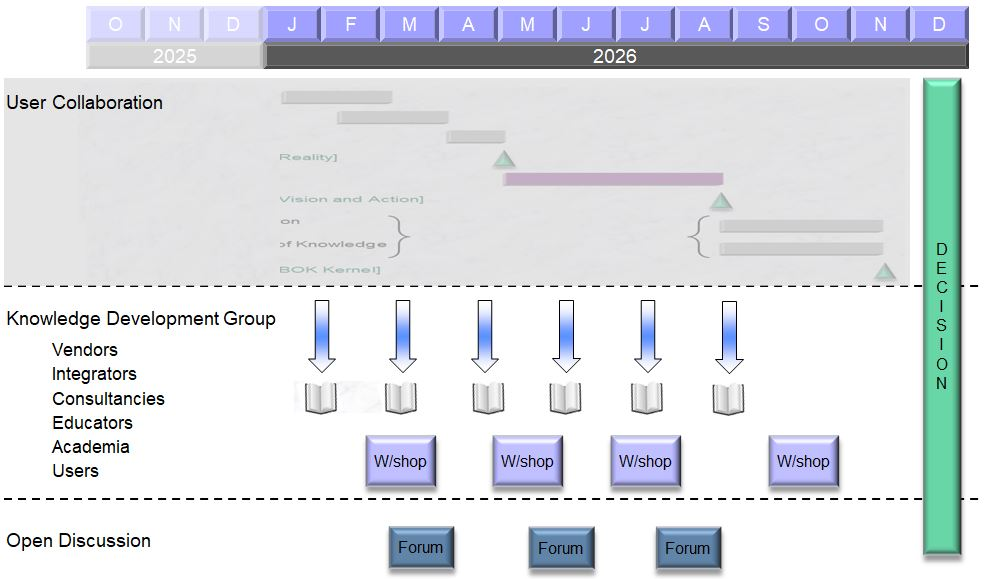 O N D J F M A M J J A S O N D
2025 2026
User Collaboration
Reality]
Vision and Action]
on
of Knowledge
BOK Kernel]
DECISION
Knowledge Development Group
Vendors
Integrators
Consultancies
Educators
Academia
Users
W/shop W/shop W/shop W/shop
Open Discussion
Forum Forum Forum